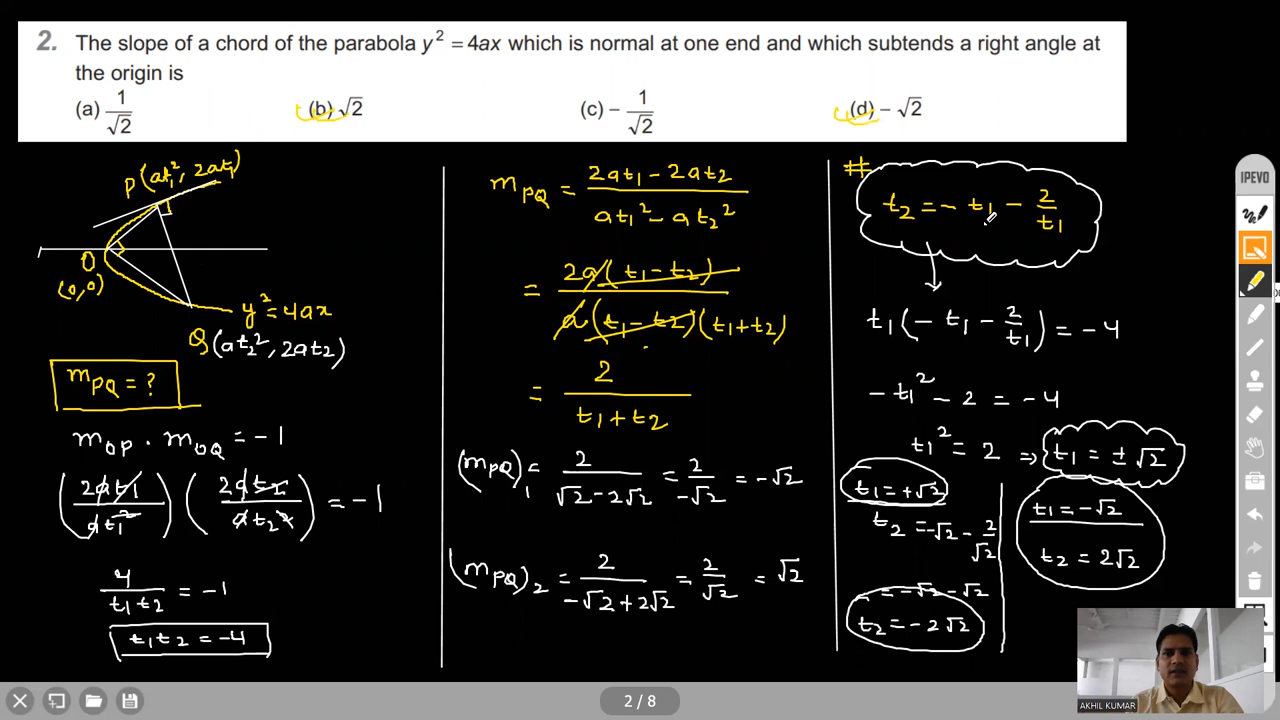 2. The slope of a chord of the parabola y² = 4ax which is normal at one end and which subtends a right angle at
the origin is
(a) 1/√2 (b) √2 (c) - 1/√2 (d) - √2
P(at₁², 2at₁)
O
(0,0)
y² = 4ax
Q(at₂², 2at₂)
m_PQ = ?
m_OP . m_OQ = -1
(2at₁/at₁²) (2at₂/at₂²) = -1
4/t₁t₂ = -1
t₁t₂ = -4
m_PQ = 2at₁ - 2at₂/at₁² - at₂²
= 2a(t₁ - t₂)/a(t₁ - t₂)(t₁+t₂)
= 2/t₁+t₂
(m_PQ)₁ = 2/√2-2√2 = 2/-√2 = -√2
(m_PQ)₂ = 2/-√2+2√2 = 2/√2 = √2
#
t₂ = - t₁ - 2/t₁
t₁(- t₁ - 2/t₁) = -4
- t₁² - 2 = -4
t₁² = 2 ⇒ t₁ = ± √2
t₁ = +√2
t₂ = -√2 - 2/√2
= -√2 -√2
t₂ = -2√2
t₁ = -√2
t₂ = 2√2
IPEVO
2 / 8
AKHIL KUMAR